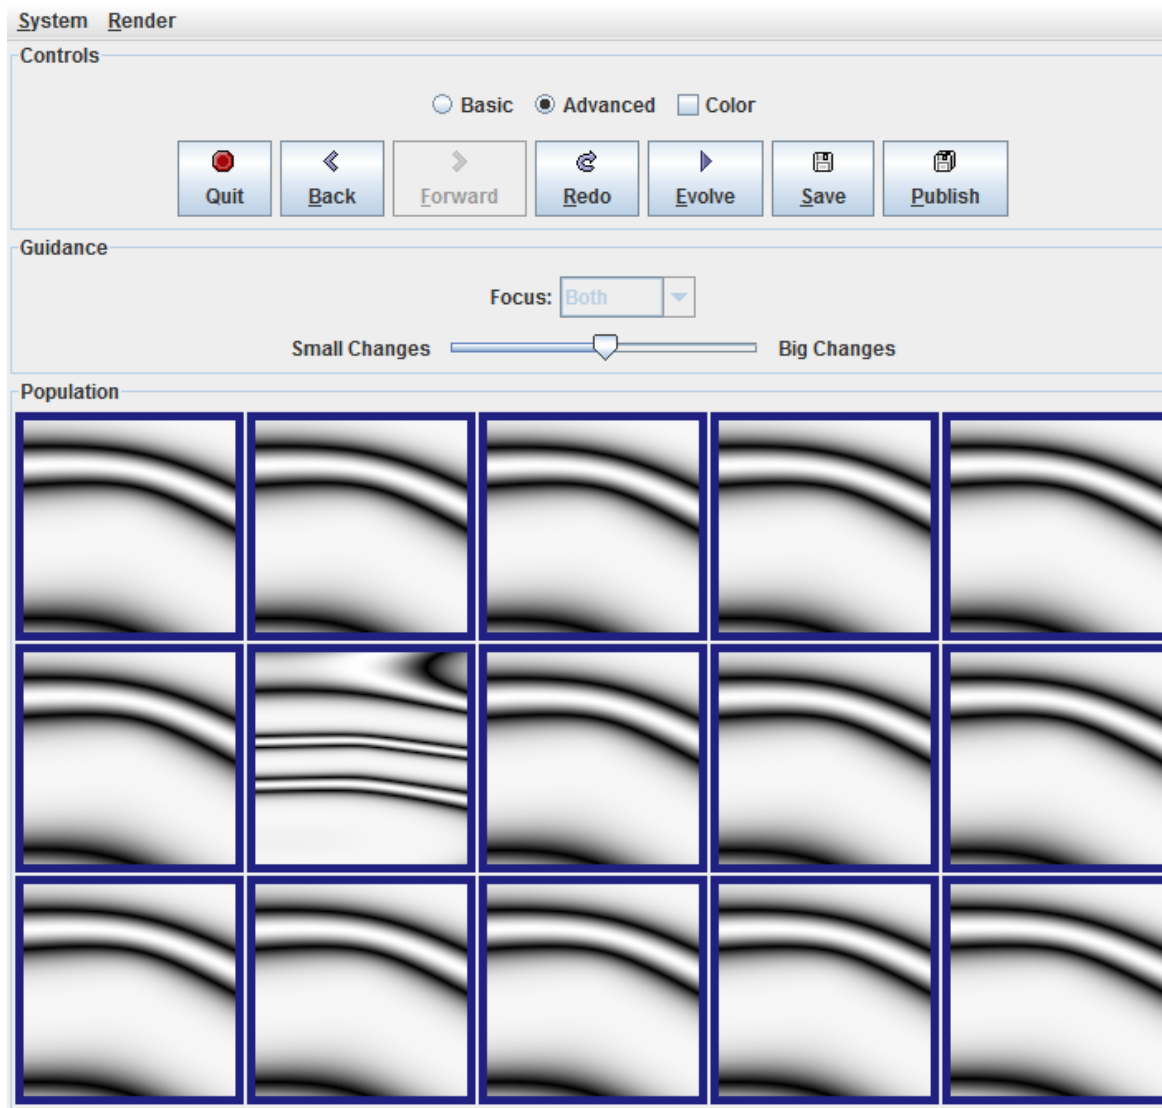 System Render
Controls
Basic Advanced Color
Quit Back Forward Redo Evolve Save Publish
Guidance
Focus: Both
Small Changes Big Changes
Population